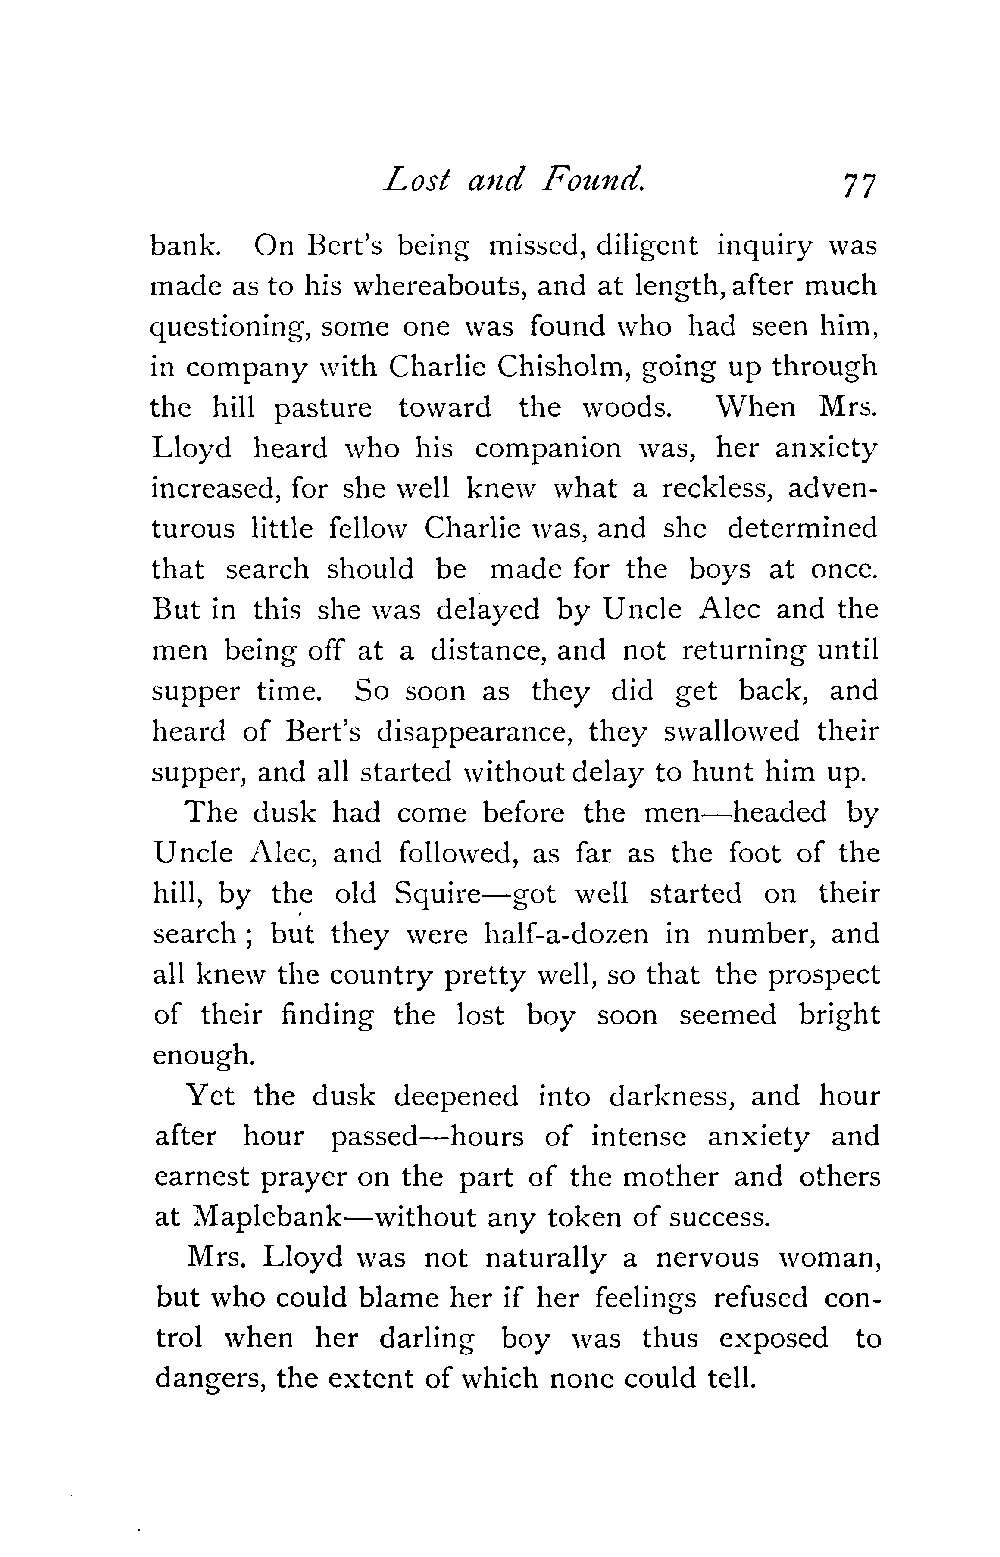 Lost and Found. 77
bank. On Bert's being missed, diligent inquiry was
made as to his whereabouts, and at length, after much
questioning, some one was found who had seen him,
in company with Charlie Chisholm, going up through
the hill pasture toward the woods. When Mrs.
Lloyd heard who his companion was, her anxiety
increased, for she well knew what a reckless, adven-
turous little fellow Charlie was, and she determined
that search should be made for the boys at once.
But in this she was delayed by Uncle Alec and the
men being off at a distance, and not returning until
supper time. So soon as they did get back, and
heard of Bert's disappearance, they swallowed their
supper, and all started without delay to hunt him up.
The dusk had come before the men—headed by
Uncle Alec, and followed, as far as the foot of the
hill, by the old Squire—got well started on their
search ; but they were half-a-dozen in number, and
all knew the country pretty well, so that the prospect
of their finding the lost boy soon seemed bright
enough.
Yet the dusk deepened into darkness, and hour
after hour passed—hours of intense anxiety and
earnest prayer on the part of the mother and others
at Maplebank—without any token of success.
Mrs. Lloyd was not naturally a nervous woman,
but who could blame her if her feelings refused con-
trol when her darling boy was thus exposed to
dangers, the extent of which none could tell.